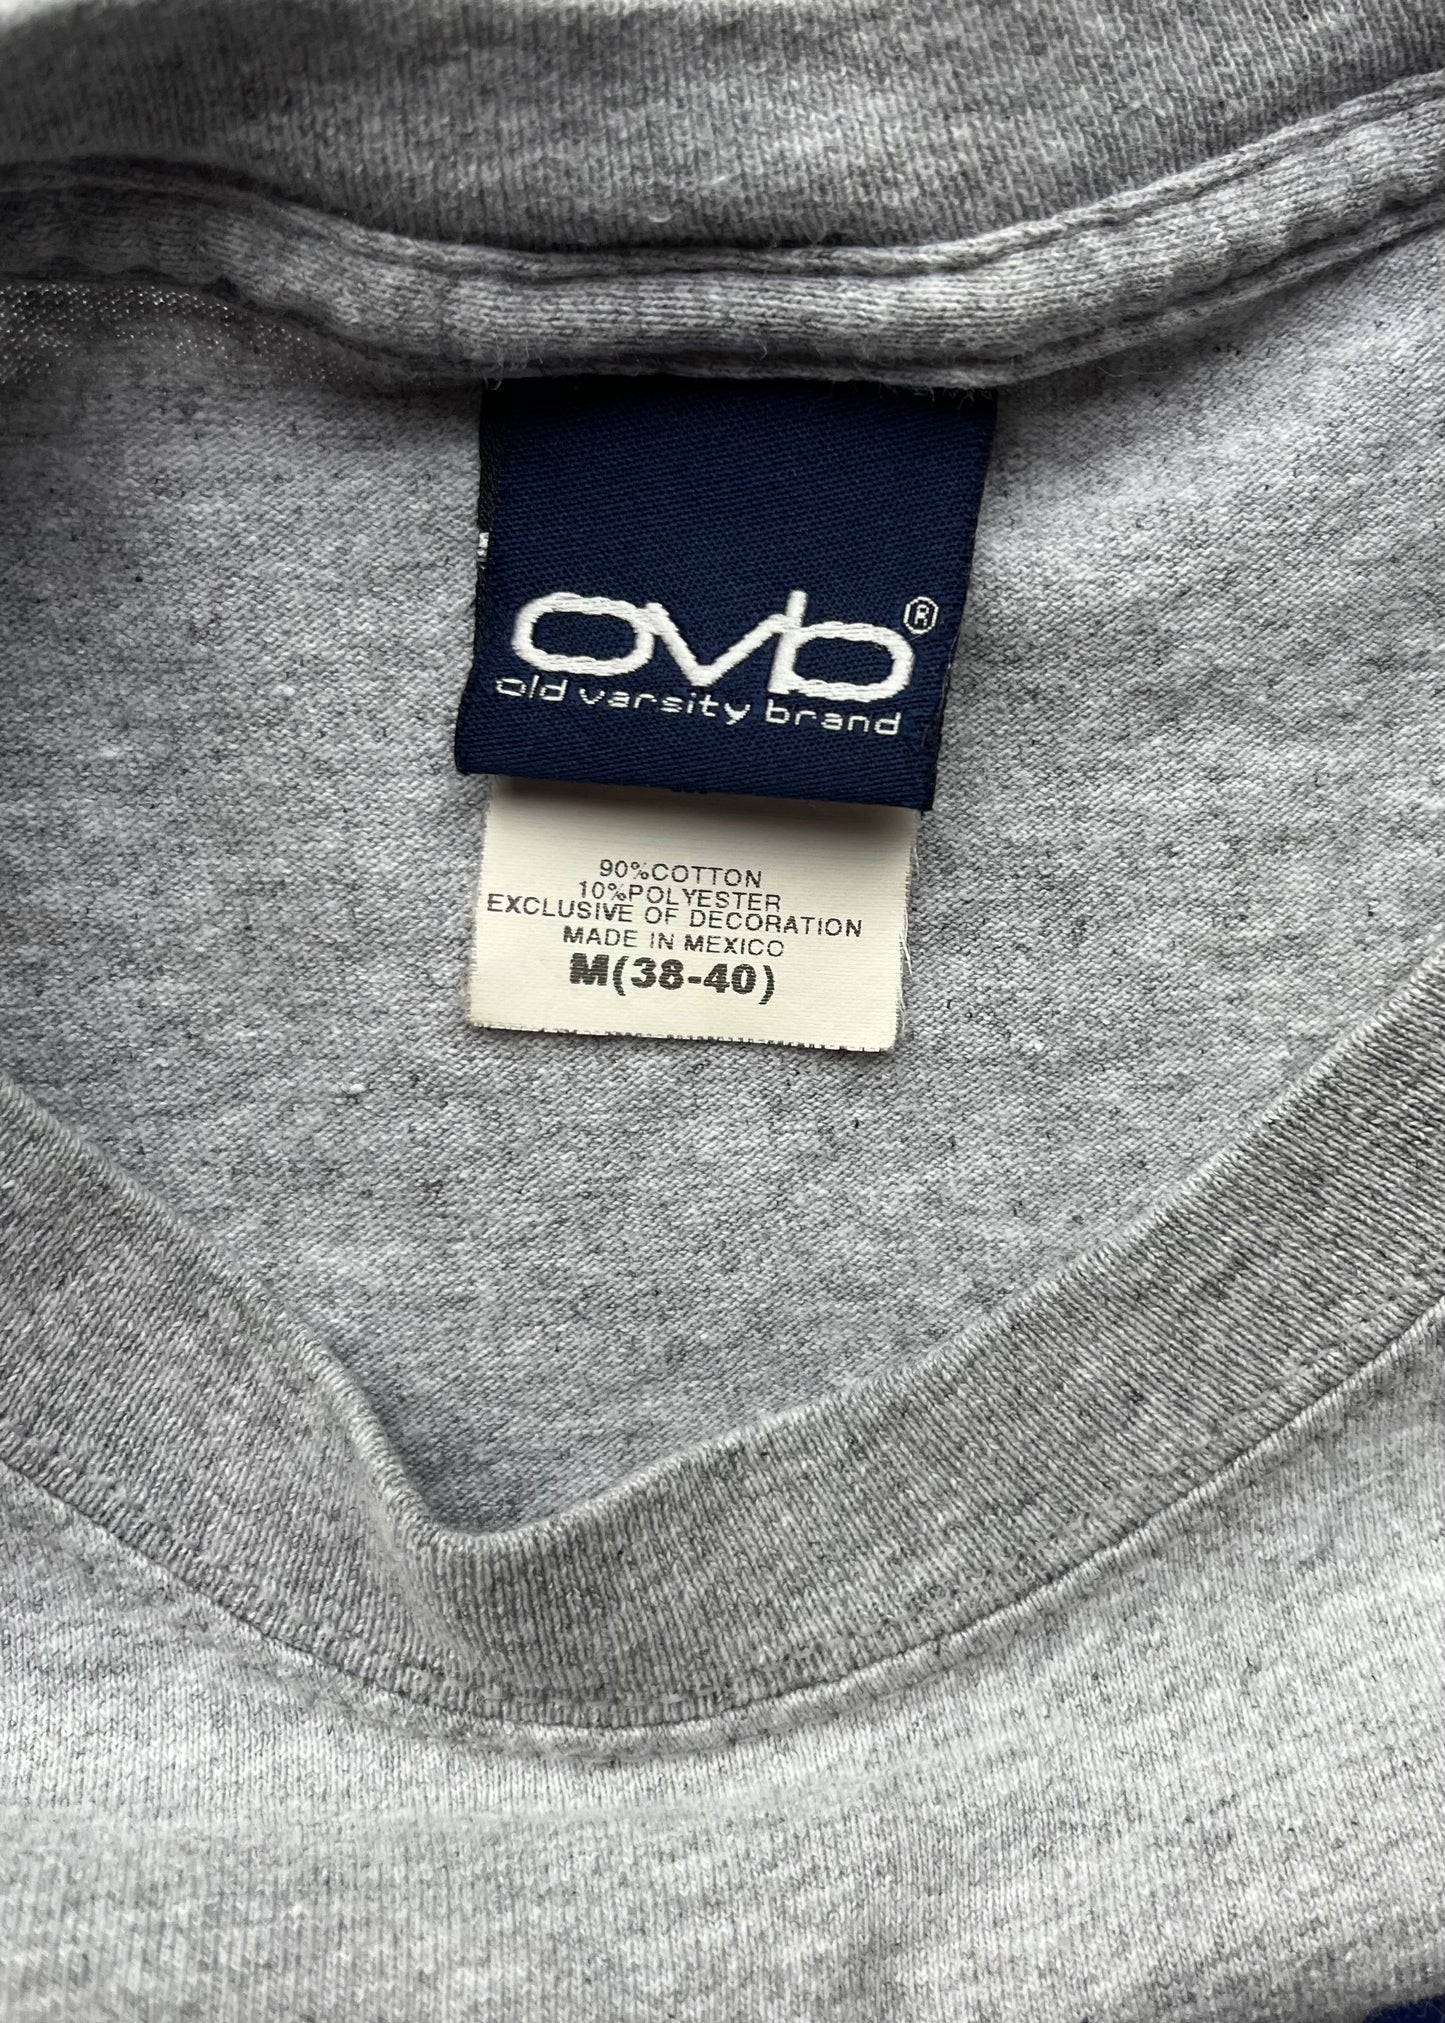 ovb®
old varsity brand
90%COTTON
10%POLYESTER
EXCLUSIVE OF DECORATION
MADE IN MEXICO
M(38-40)